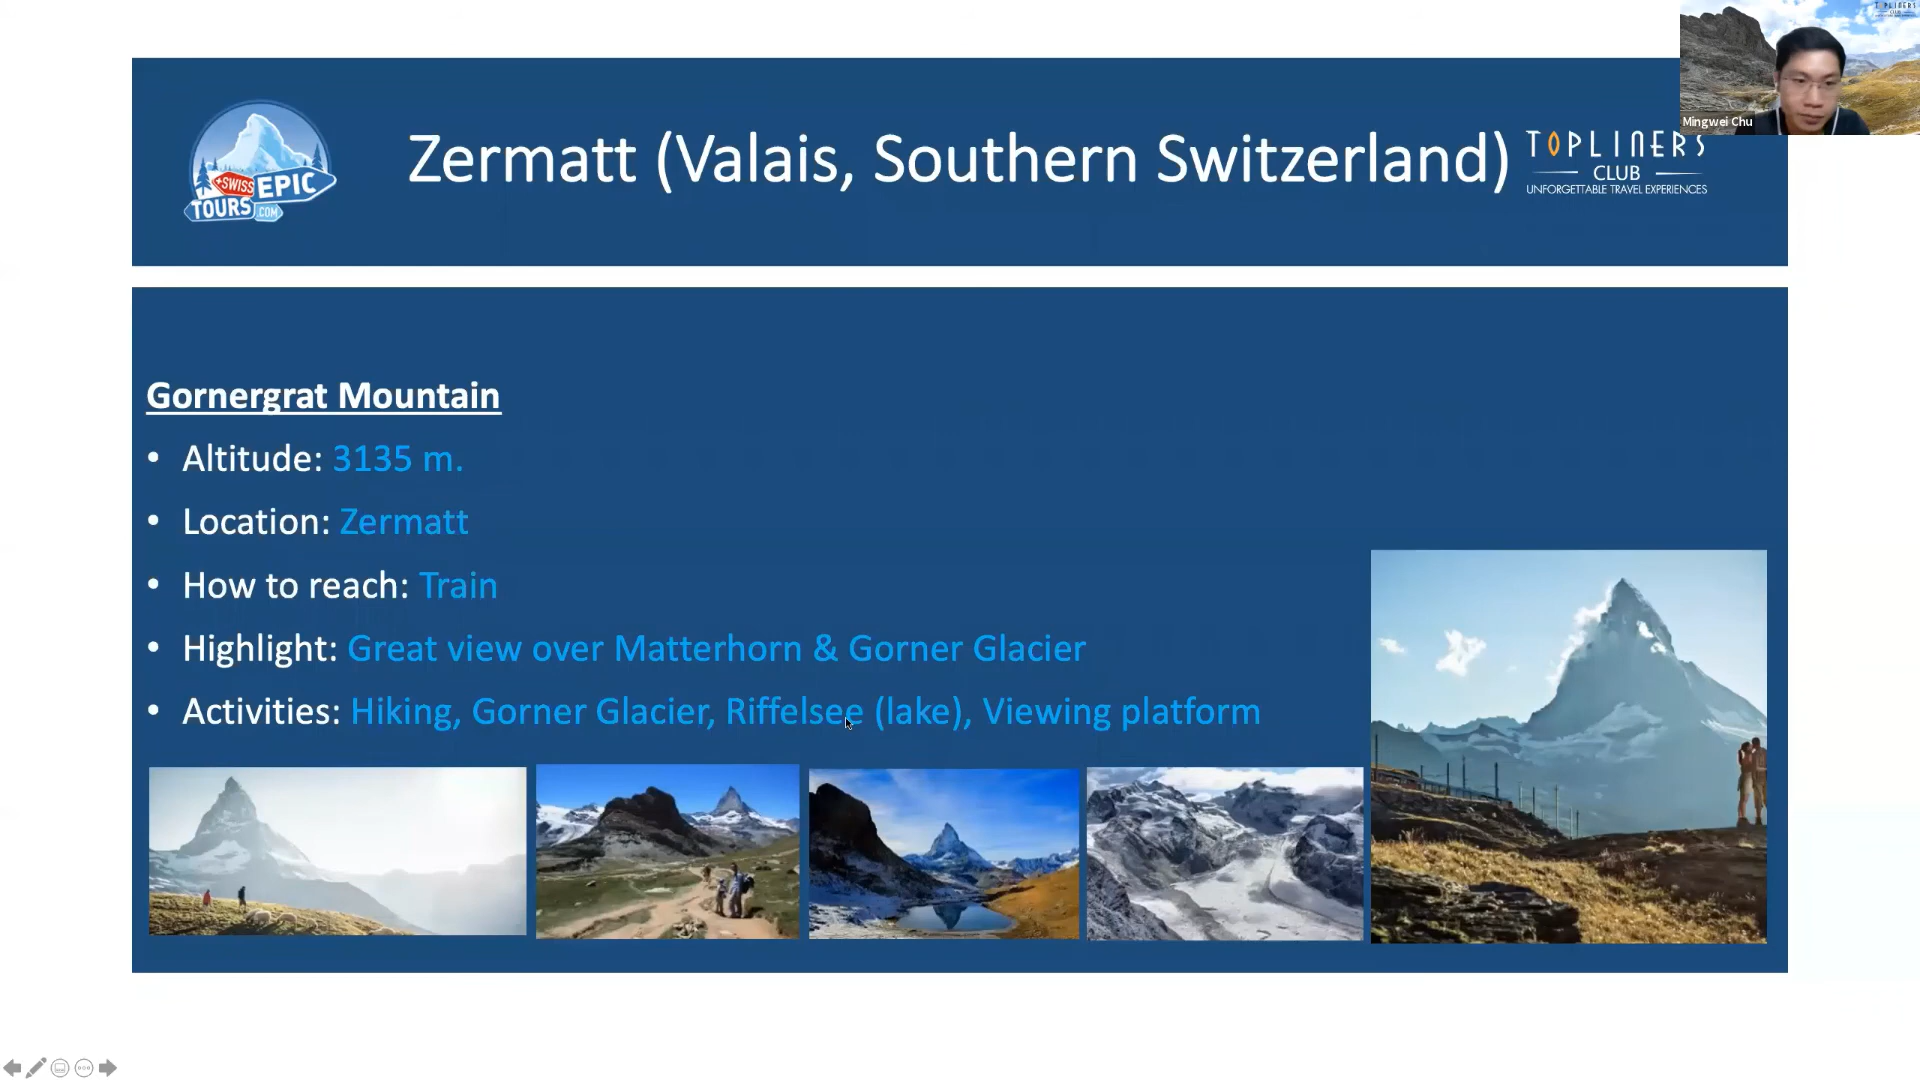 Mingwei Chu
SWISS EPIC
TOURS.COM
Zermatt (Valais, Southern Switzerland)
TOPLINERS
CLUB
UNFORGETTABLE TRAVEL EXPERIENCES
Gornergrat Mountain
• Altitude: 3135 m.
• Location: Zermatt
• How to reach: Train
• Highlight: Great view over Matterhorn & Gorner Glacier
• Activities: Hiking, Gorner Glacier, Riffelsee (lake), Viewing platform